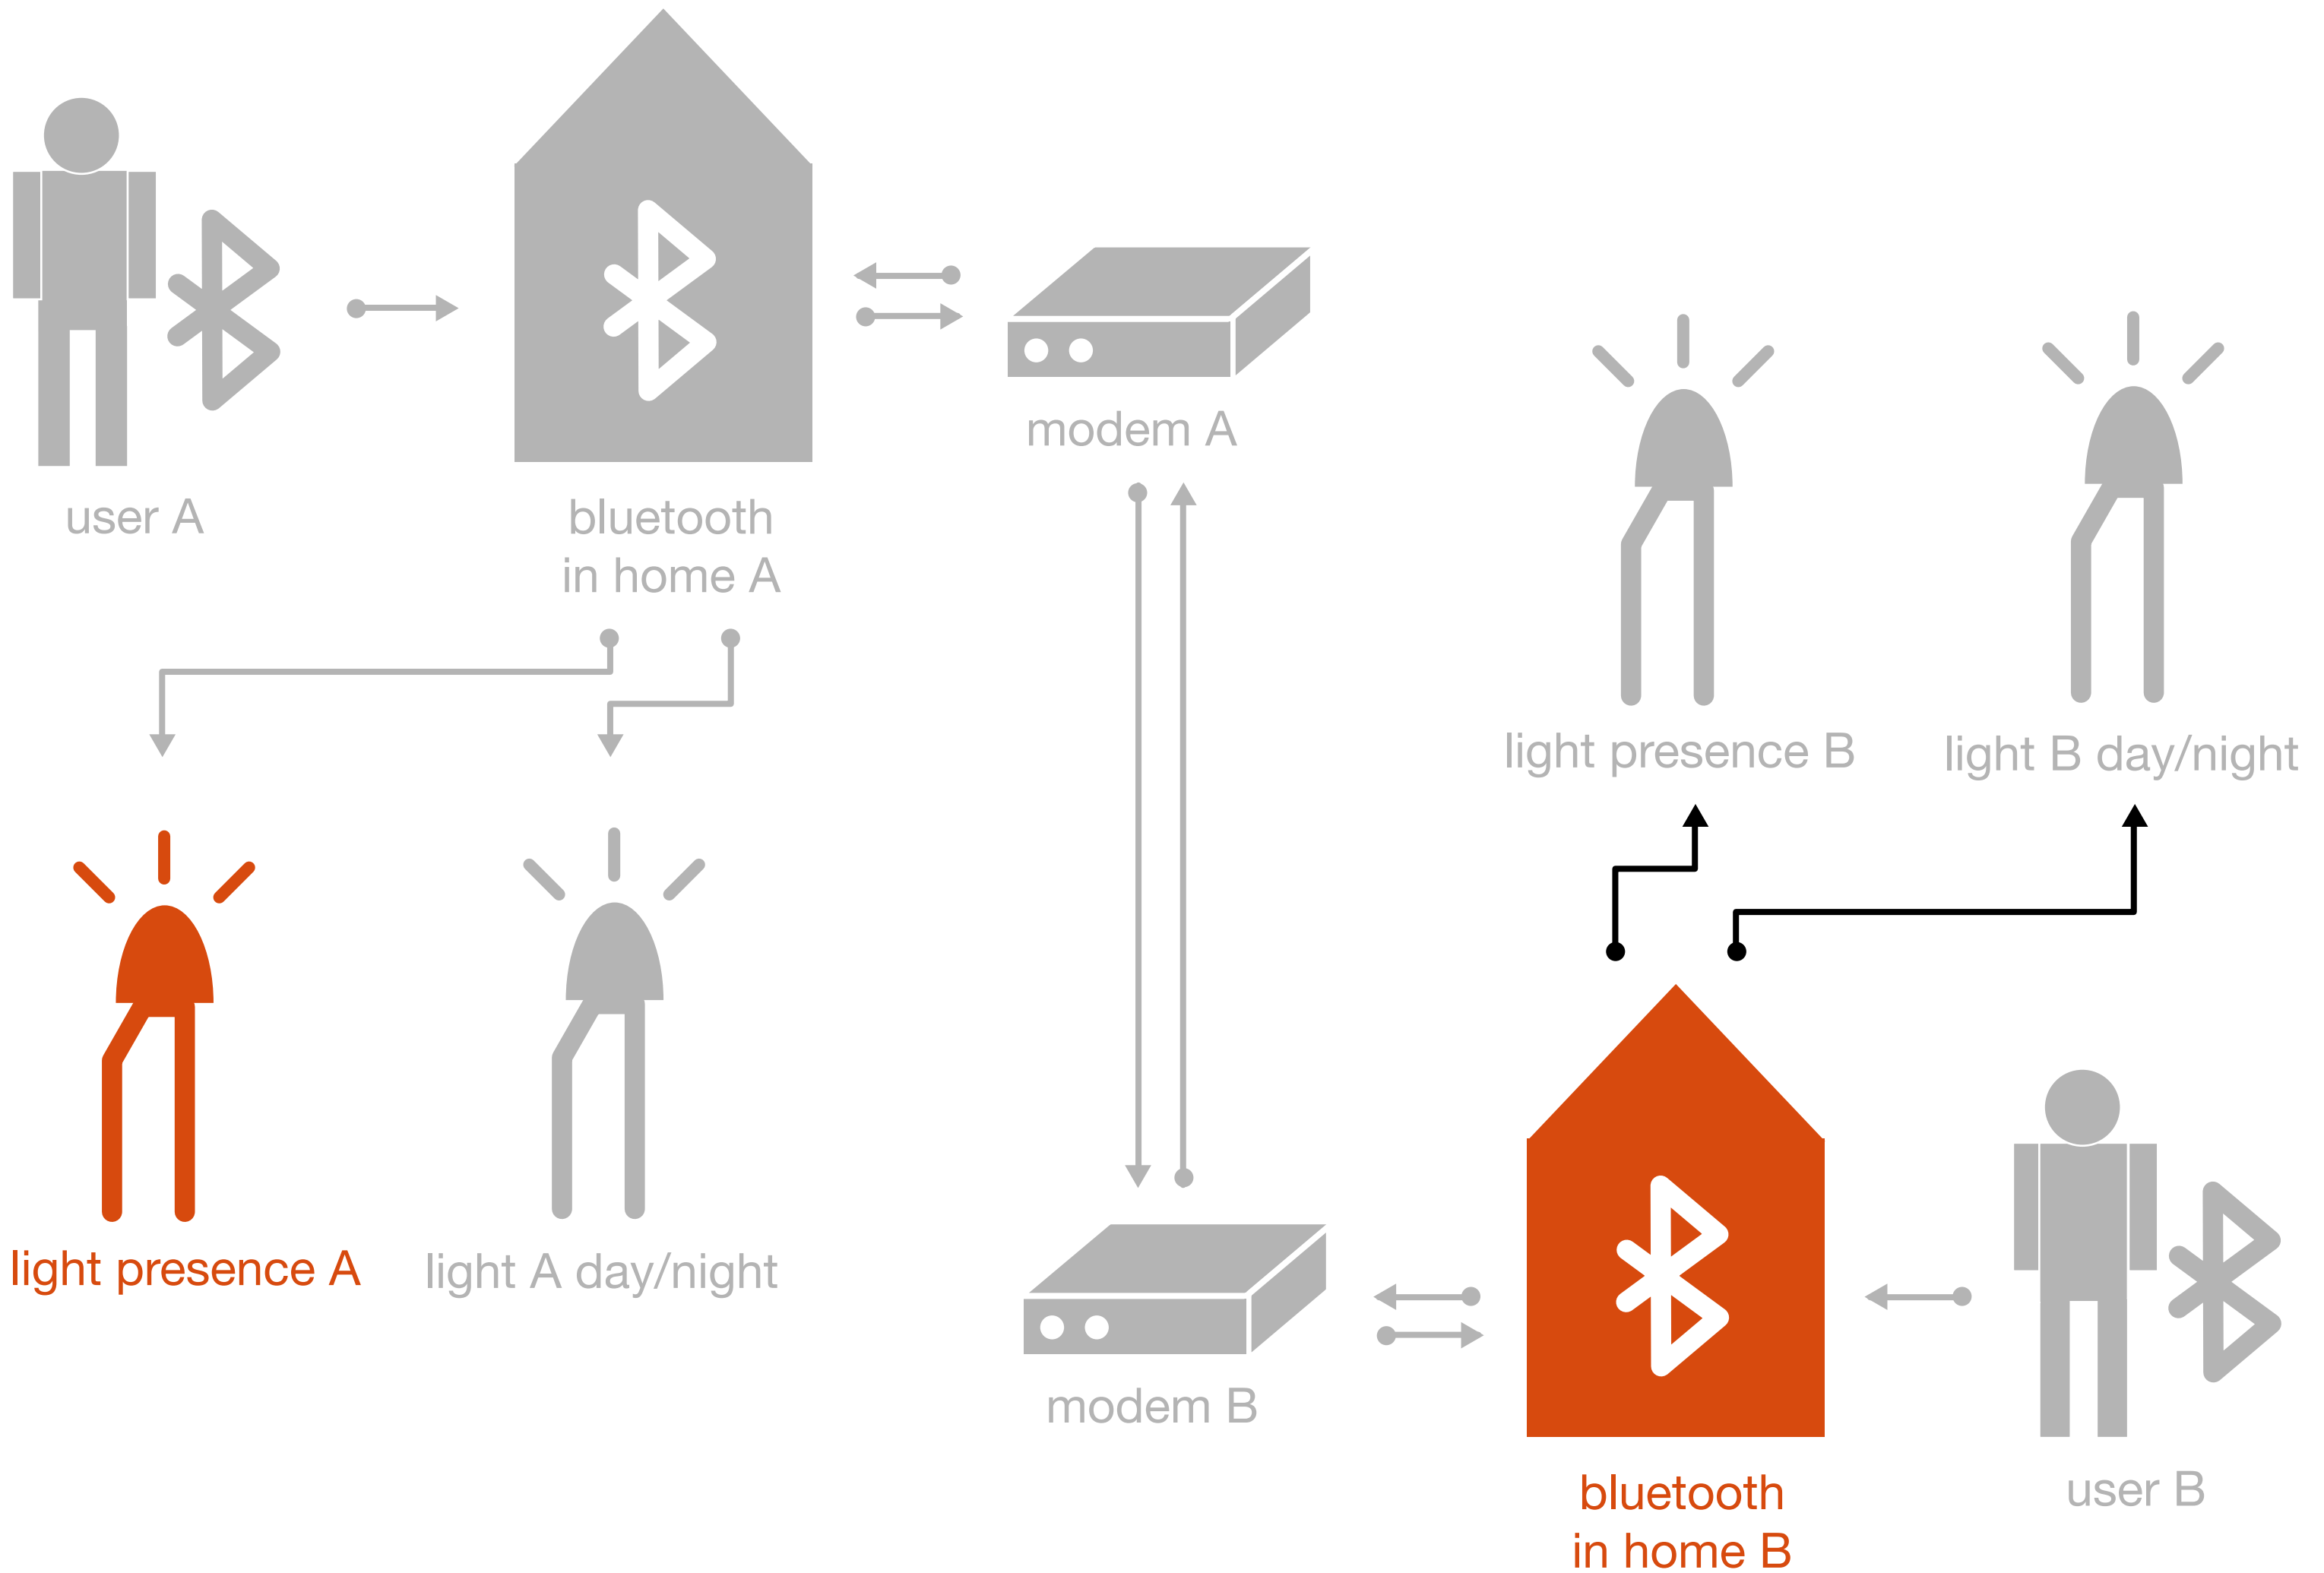 user A
bluetooth
in home A
modem A
light presence B
light B day/night
light presence A
light A day/night
modem B
bluetooth
in home B
user B